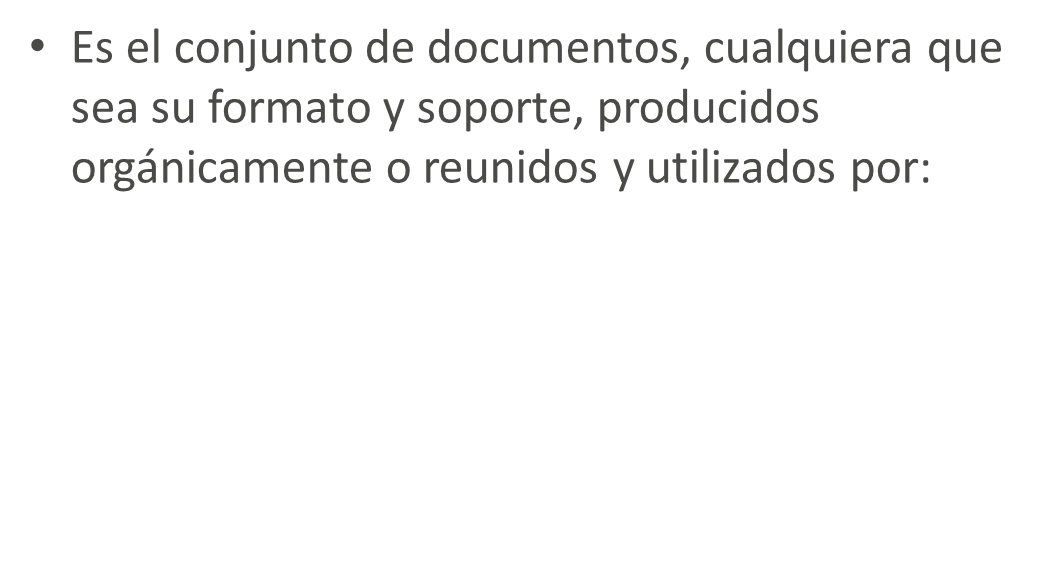 • Es el conjunto de documentos, cualquiera que
sea su formato y soporte, producidos
orgánicamente o reunidos y utilizados por: